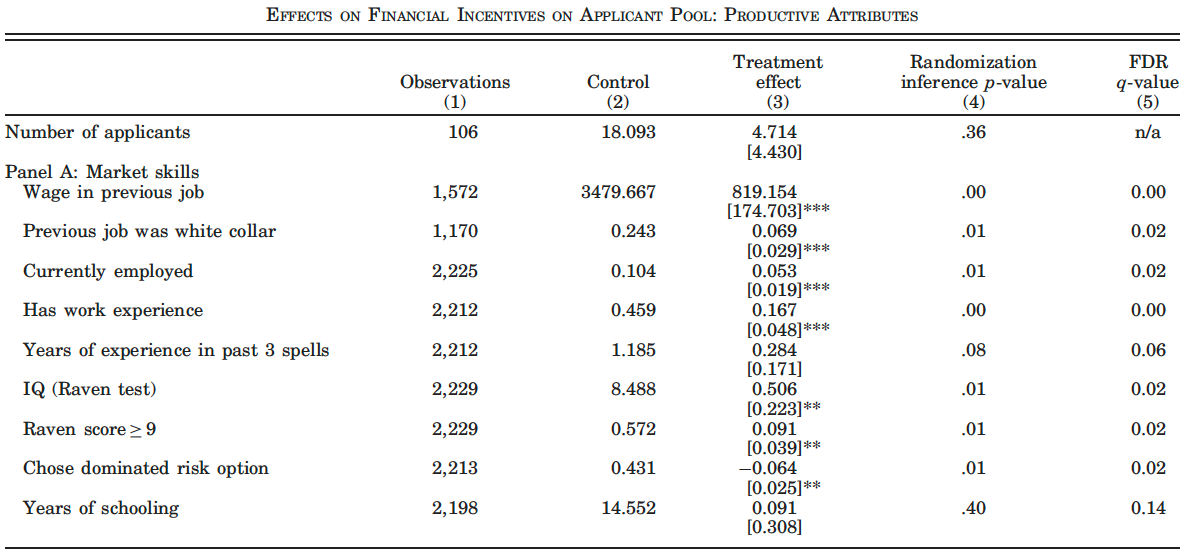 EFFECTS ON FINANCIAL INCENTIVES ON APPLICANT POOL: PRODUCTIVE ATTRIBUTES
Observations (1) Control (2) Treatment effect (3) Randomization inference p-value (4) FDR q-value (5)
Number of applicants 106 18.093 4.714 .36 n/a
[4.430]
Panel A: Market skills
Wage in previous job 1,572 3479.667 819.154 .00 0.00
[174.703]***
Previous job was white collar 1,170 0.243 0.069 .01 0.02
[0.029]***
Currently employed 2,225 0.104 0.053 .01 0.02
[0.019]***
Has work experience 2,212 0.459 0.167 .00 0.00
[0.048]***
Years of experience in past 3 spells 2,212 1.185 0.284 .08 0.06
[0.171]
IQ (Raven test) 2,229 8.488 0.506 .01 0.02
[0.223]**
Raven score ≥ 9 2,229 0.572 0.091 .01 0.02
[0.039]**
Chose dominated risk option 2,213 0.431 −0.064 .01 0.02
[0.025]**
Years of schooling 2,198 14.552 0.091 .40 0.14
[0.308]